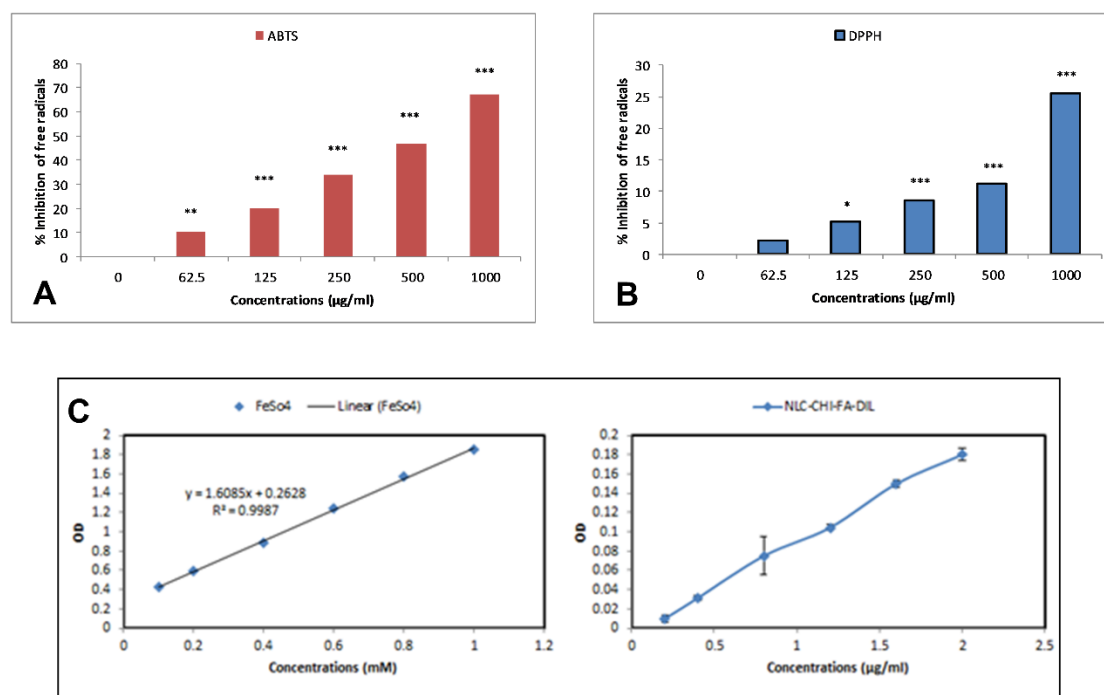 ABTS
% Inhibition of free radicals
80
70
60
50
40
30
20
10
0
**
***
***
***
***
0 62.5 125 250 500 1000
Concentrations (µg/ml)
A
DPPH
% Inhibition of free radicals
30
25
20
15
10
5
0
*
***
***
***
0 62.5 125 250 500 1000
Concentrations (µg/ml)
B
C
FeSo4 Linear (FeSo4)
OD
2
1.8
1.6
1.4
1.2
1
0.8
0.6
0.4
0.2
0
y = 1.6085x + 0.2628
R² = 0.9987
0 0.2 0.4 0.6 0.8 1 1.2
Concentrations (mM)
NLC-CHI-FA-DIL
OD
0.2
0.18
0.16
0.14
0.12
0.1
0.08
0.06
0.04
0.02
0
0 0.5 1 1.5 2 2.5
Concentrations (µg/ml)